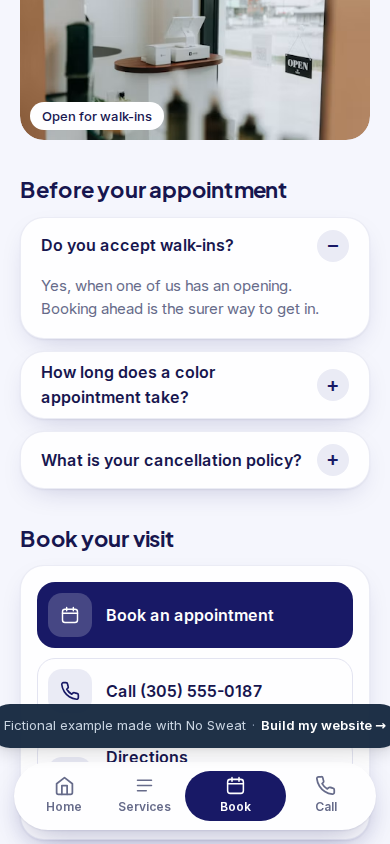 OPEN
Open for walk-ins
Before your appointment
Do you accept walk-ins?
Yes, when one of us has an opening.
Booking ahead is the surer way to get in.
How long does a color
appointment take?
What is your cancellation policy?
Book your visit
Book an appointment
Call (305) 555-0187
Fictional example made with No Sweat · Build my website →
Directions
Home
Services
Book
Call